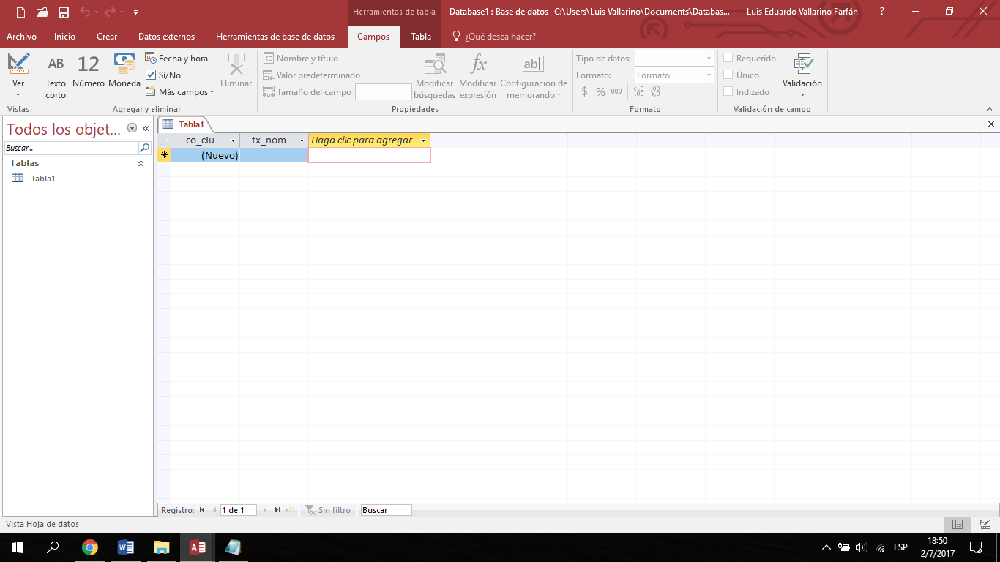 Herramientas de tabla
Database1 : Base de datos- C:\Users\Luis Vallarino\Documents\Databas...
Luis Eduardo Vallarino Farfán
?
Archivo
Inicio
Crear
Datos externos
Herramientas de base de datos
Campos
Tabla
¿Qué desea hacer?
Ver
Vistas
AB
Texto
corto
12
Número
Moneda
Fecha y hora
Sí/No
Más campos
Eliminar
Agregar y eliminar
Nombre y título
Valor predeterminado
Tamaño del campo
Modificar
búsquedas
fx
Modificar
expresión
ab
Configuración de
memorando
Propiedades
Tipo de datos:
Formato:
Formato
$ % 000
Formato
Requerido
Único
Indizado
Validación
Validación de campo
Todos los objet...
Buscar...
Tablas
Tabla1
Tabla1
co_ciu
tx_nom
Haga clic para agregar
(Nuevo)
Registro:
1 de 1
Sin filtro
Buscar
Vista Hoja de datos
ESP
18:50
2/7/2017